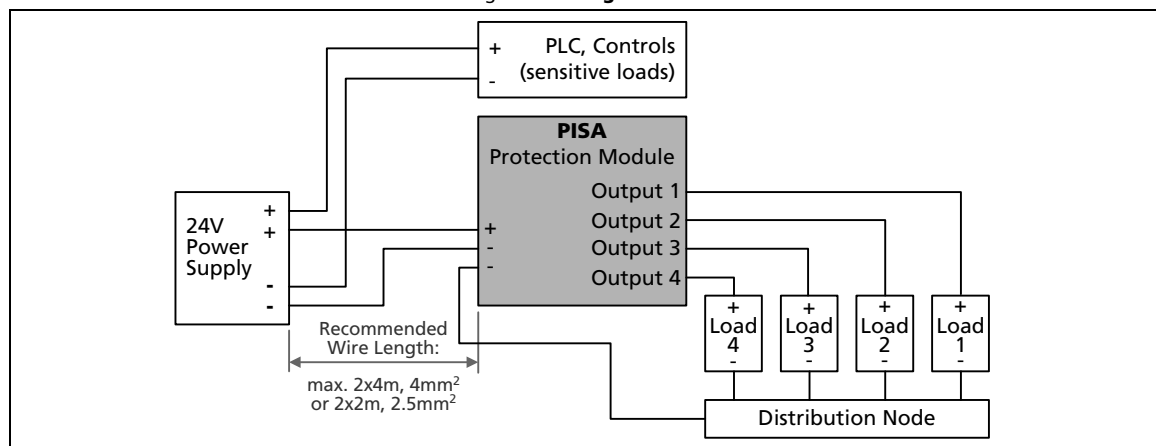 PLC, Controls
(sensitive loads)
+
-
PISA
Protection Module
Output 1
Output 2
Output 3
Output 4
+
-
-
24V
Power
Supply
+
+
-
-
Recommended
Wire Length:
max. 2x4m, 4mm²
or 2x2m, 2.5mm²
+
Load
4
-
+
Load
3
-
+
Load
2
-
+
Load
1
-
Distribution Node